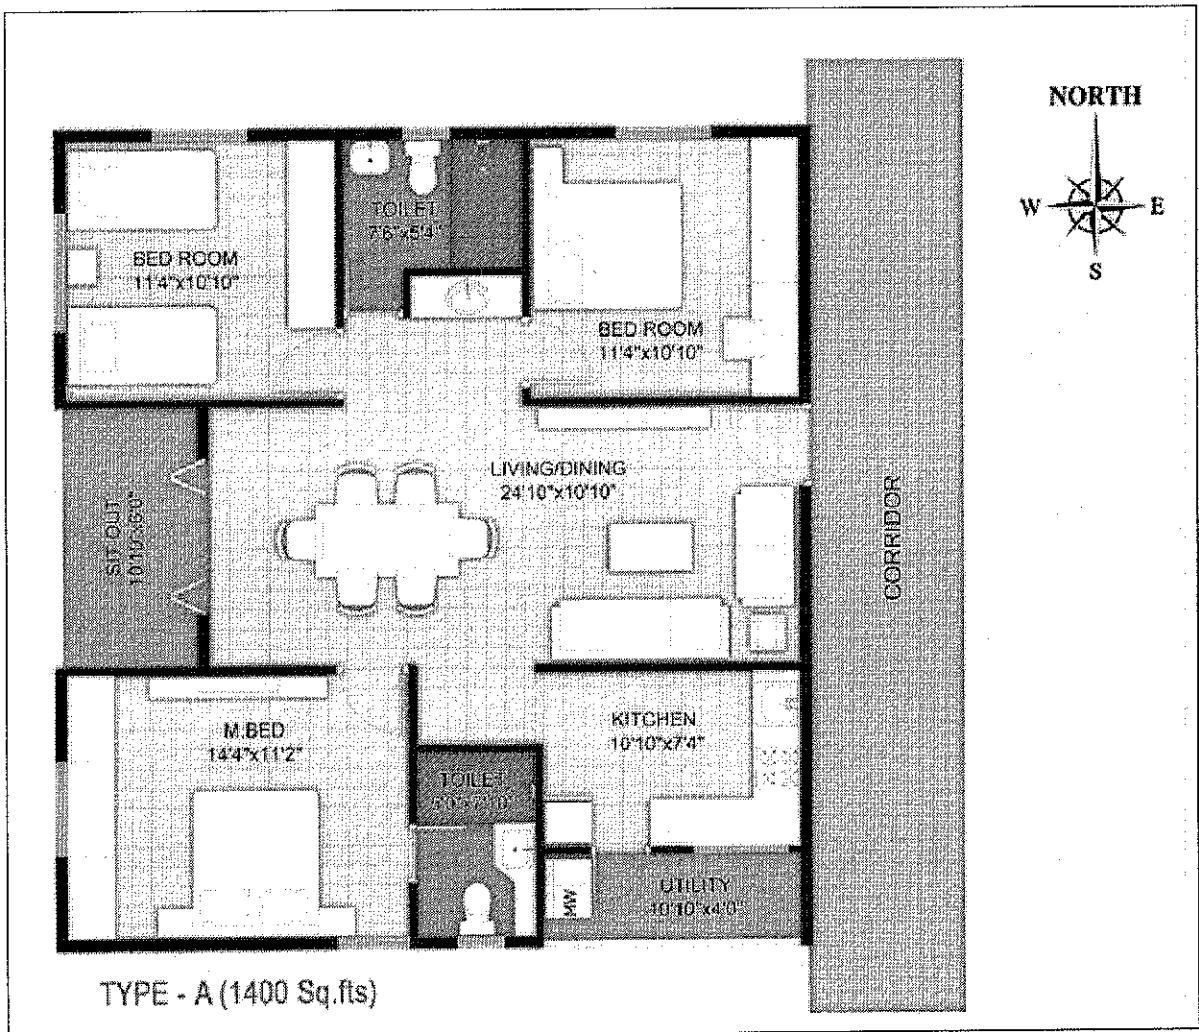 NORTH
W E
S
TOILET
7'6"x5'4"
BED ROOM
11'4"x10'10"
BED ROOM
11'4"x10'10"
LIVING/DINING
24'10"x10'10"
SIT OUT
CORRIDOR
M.BED
14'4"x11'2"
KITCHEN
10'10"x7'4"
TOILET
UTILITY
10'10"x4'0"
MW
TYPE - A (1400 Sq.fts)